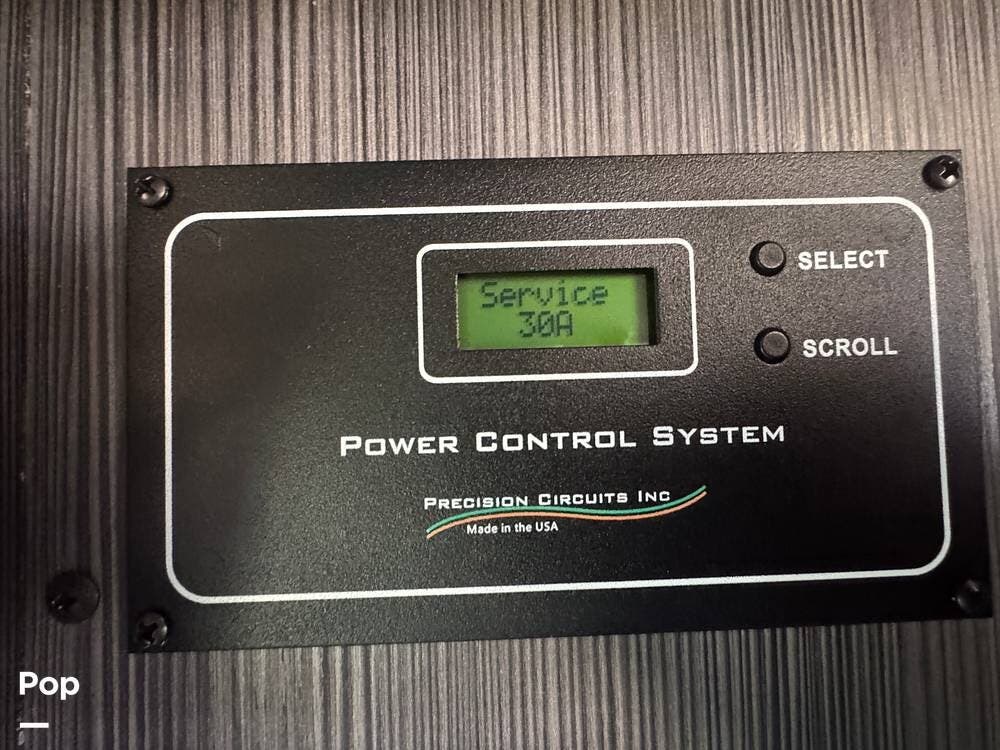 Service
30A
SELECT
SCROLL
POWER CONTROL SYSTEM
PRECISION CIRCUITS INC
Made in the USA
Pop